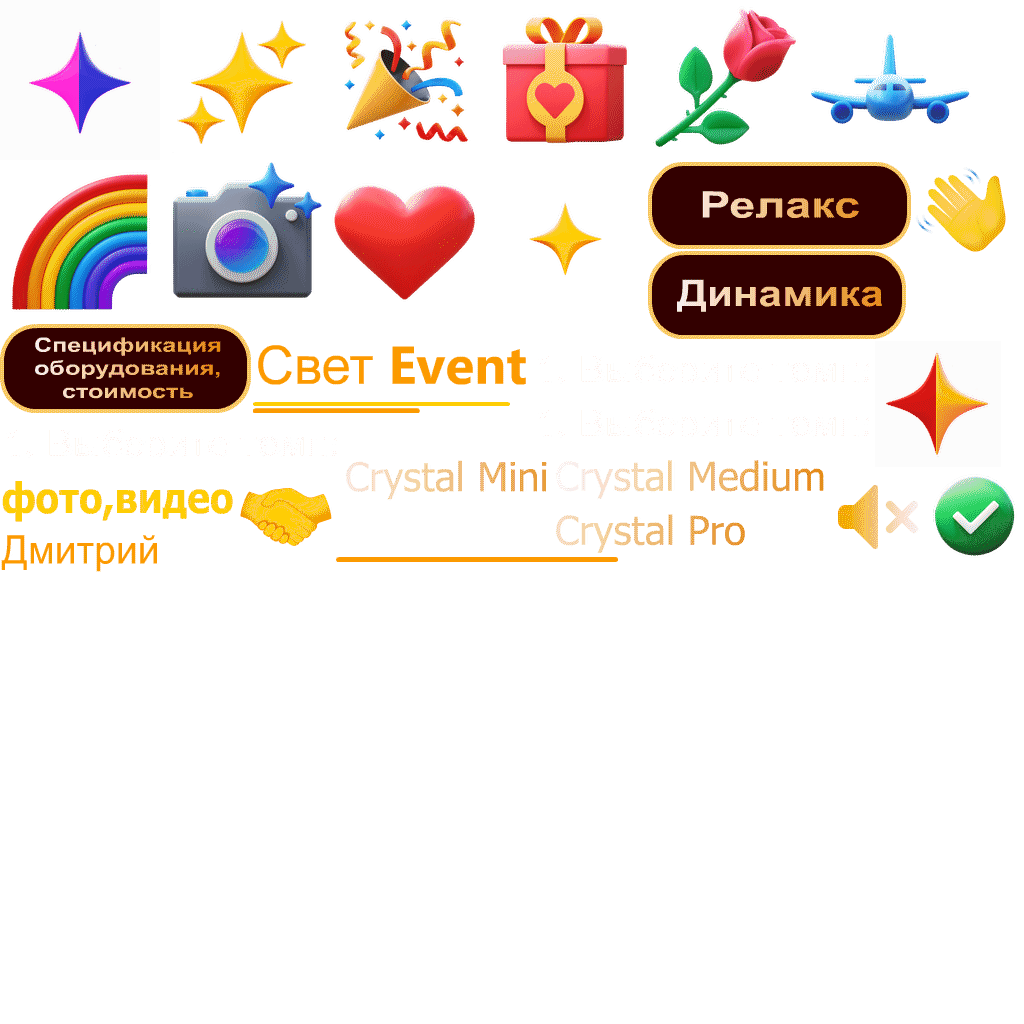 Релакс
Динамика
Спецификация
оборудования,
стоимость
Свет Event
фото,видео
Дмитрий
Crystal Mini
Crystal Medium
Crystal Pro